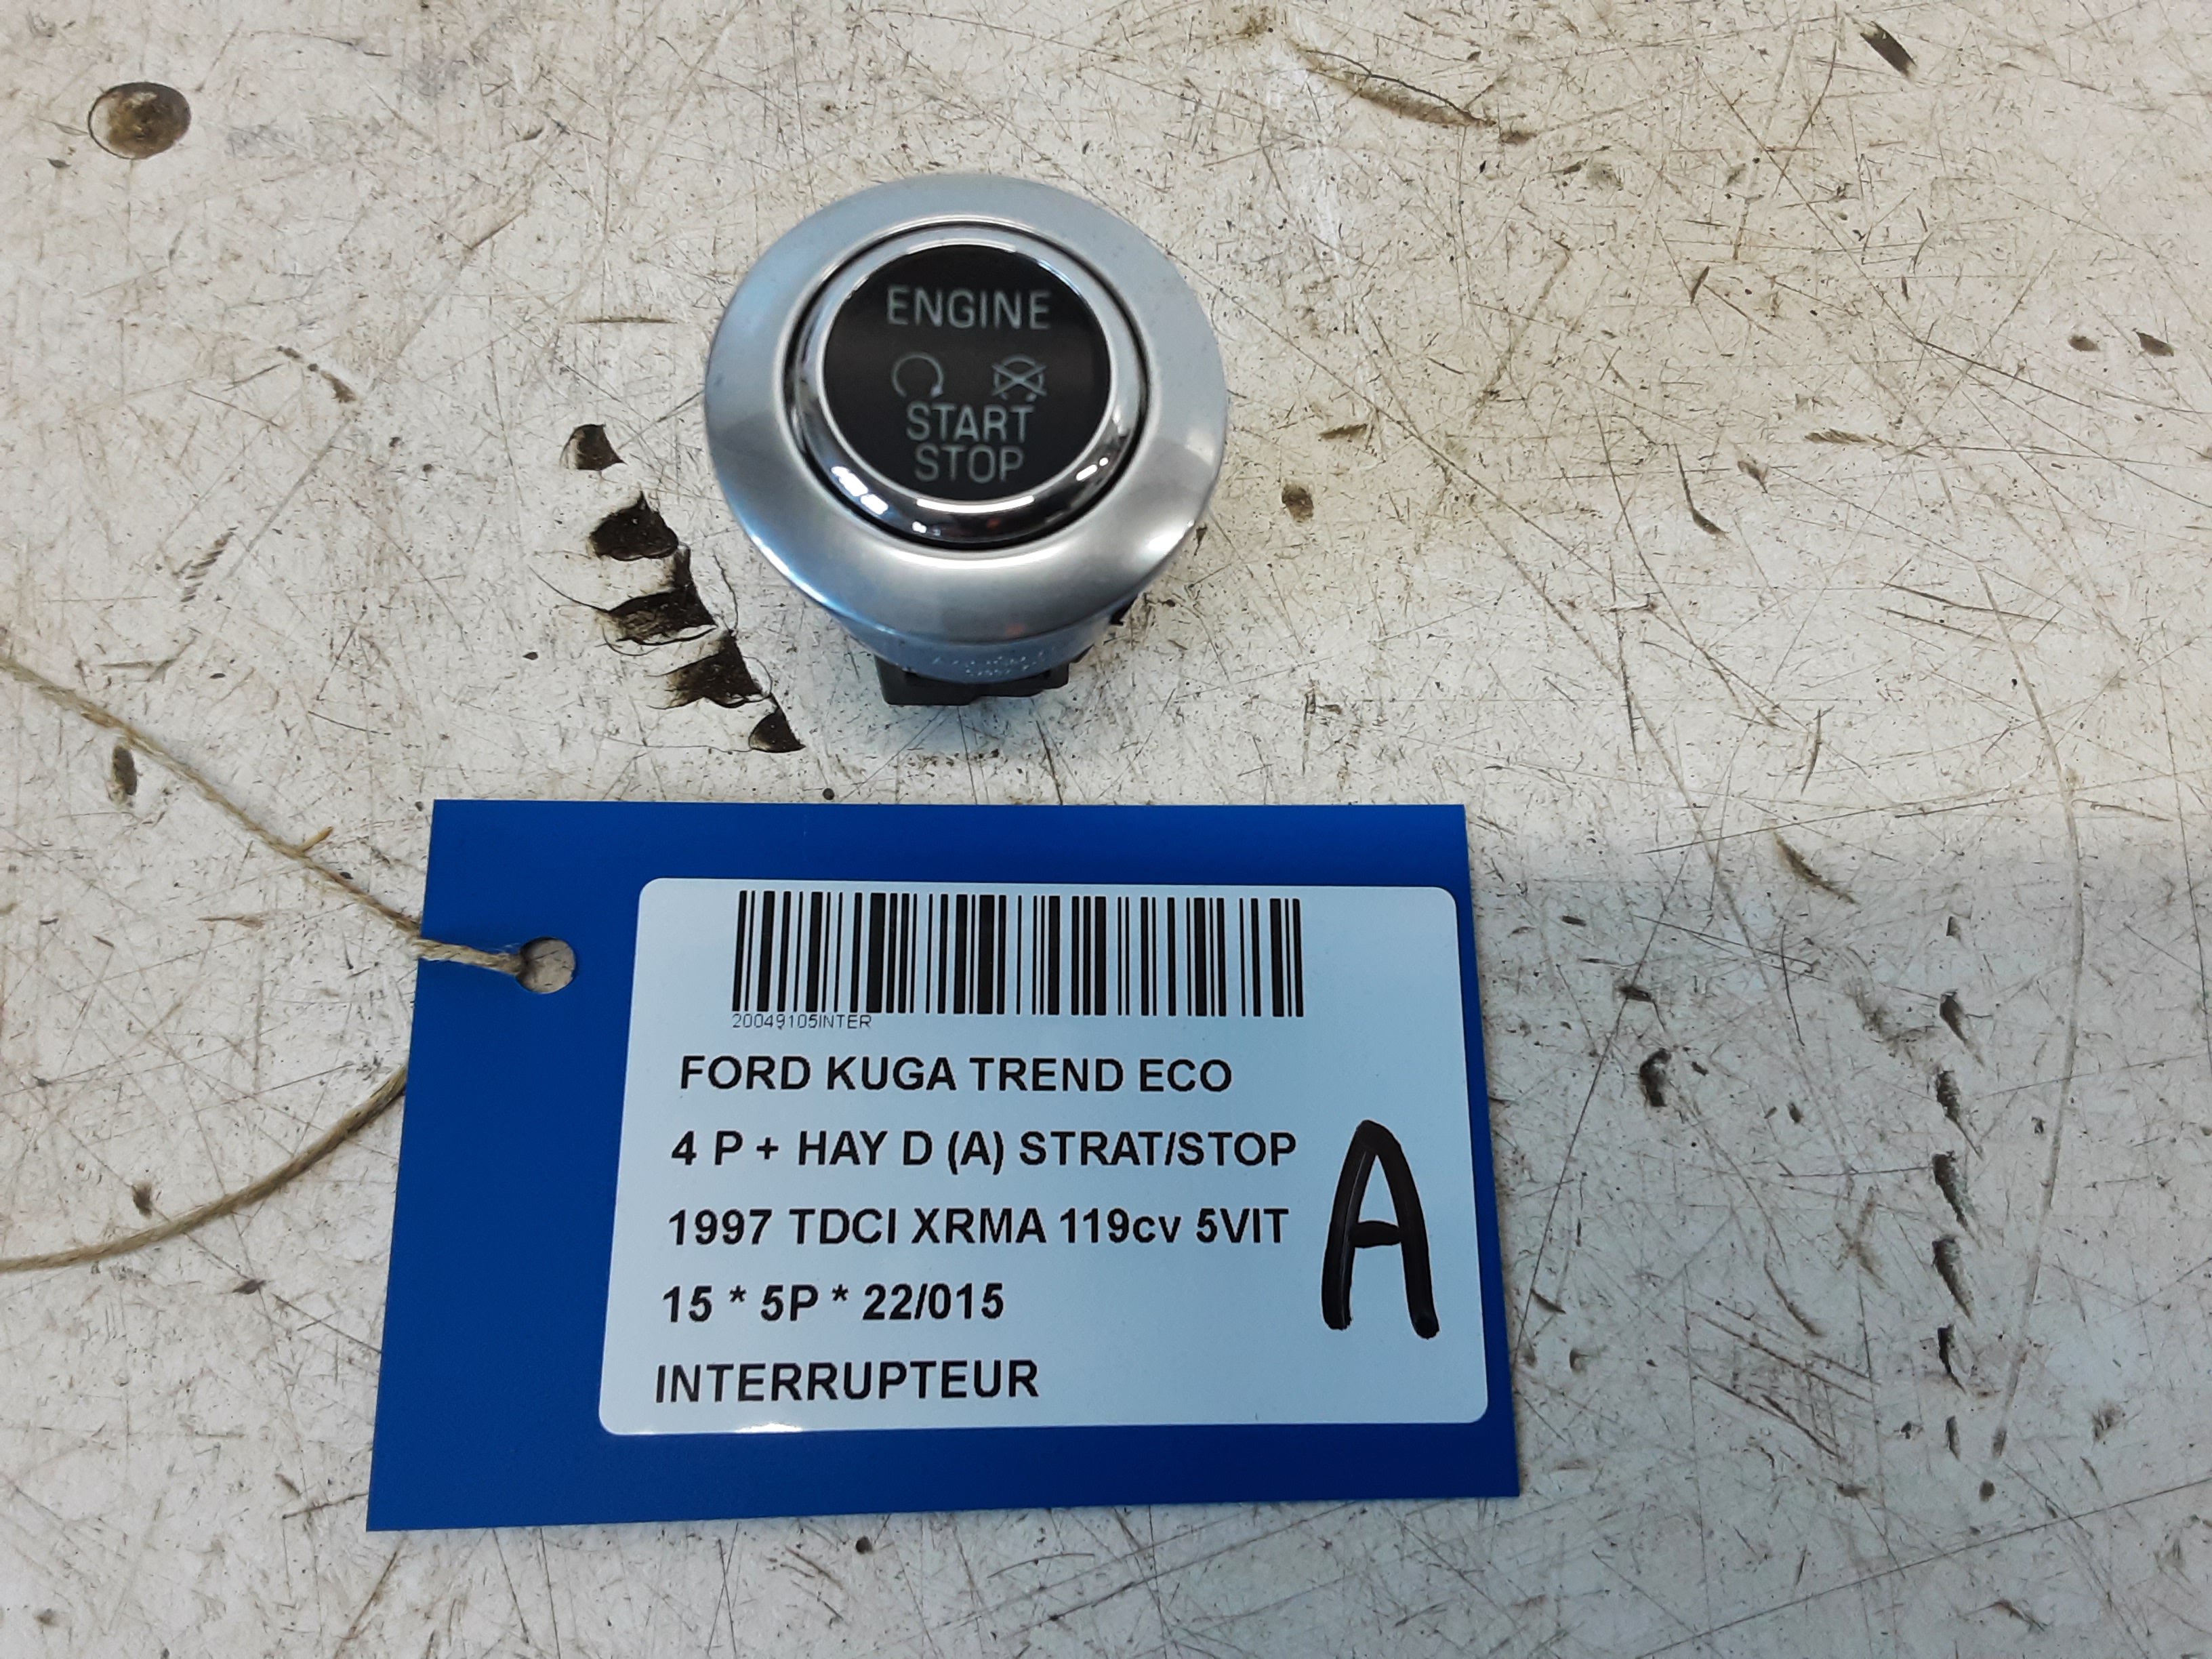 ENGINE
START
STOP
20049105INTER
FORD KUGA TREND ECO
4 P + HAY D (A) STRAT/STOP
1997 TDCI XRMA 119cv 5VIT
15 * 5P * 22/015
INTERRUPTEUR
A